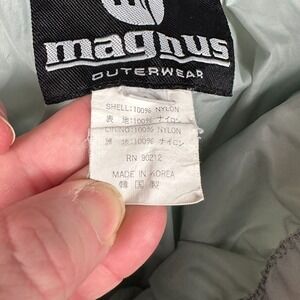 magnus
OUTERWEAR
SHELL:100% NYLON
表 地:100% ナイロン
LINING:100% NYLON
裏 地:100% ナイロン
RN 90212
MADE IN KOREA
韓 国 製